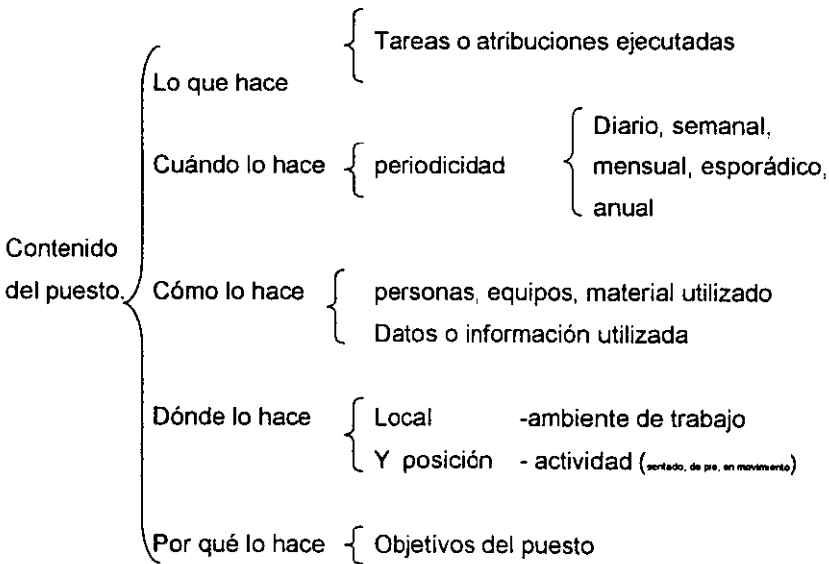 Tareas o atribuciones ejecutadas
Lo que hace
Diario, semanal,
Cuándo lo hace
periodicidad
mensual, esporádico,
anual
Contenido
del puesto.
Cómo lo hace
personas, equipos, material utilizado
Datos o información utilizada
Dónde lo hace
Local -ambiente de trabajo
Y posición - actividad (sentado, de pie, en movimiento)
Por qué lo hace
Objetivos del puesto